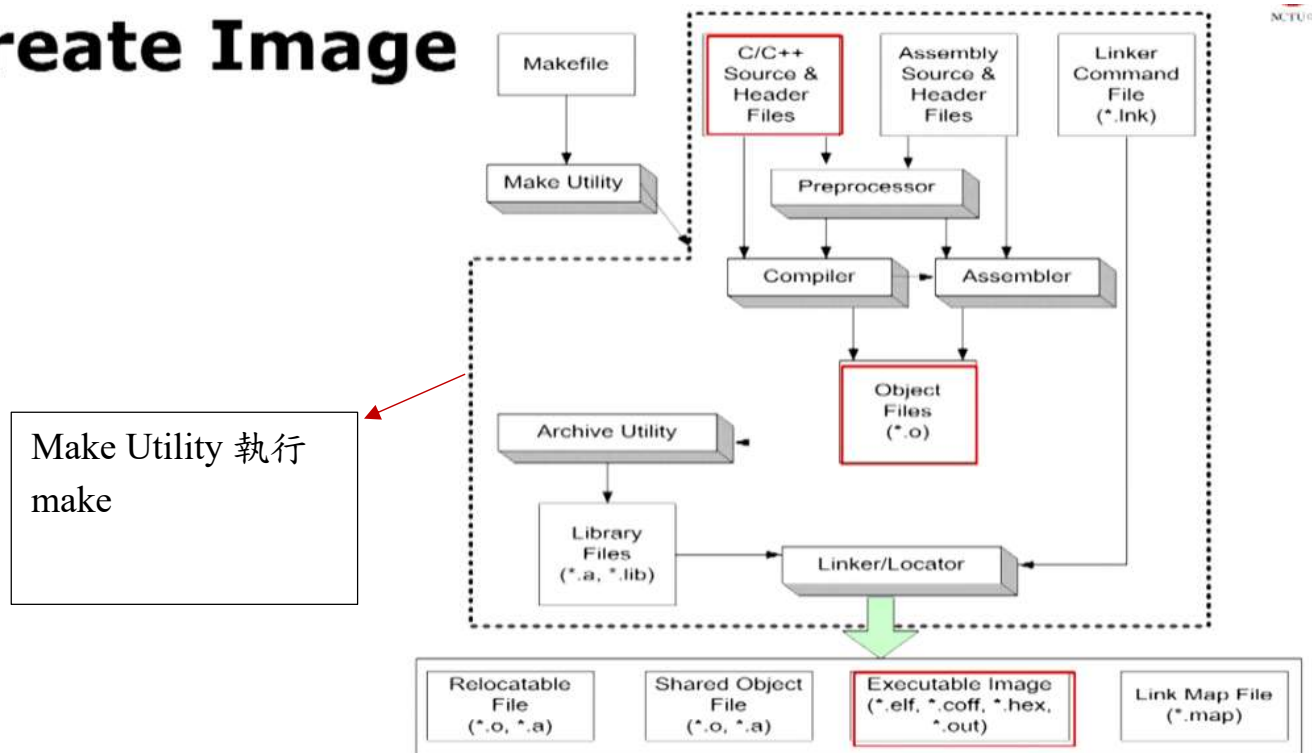 reate Image
NCTU
Makefile
C/C++
Source &
Header
Files
Assembly
Source &
Header
Files
Linker
Command
File
(*.lnk)
Make Utility
Preprocessor
Compiler
Assembler
Object
Files
(*.o)
Make Utility 執行
make
Archive Utility
Library
Files
(*.a, *.lib)
Linker/Locator
Relocatable
File
(*.o, *.a)
Shared Object
File
(*.o, *.a)
Executable Image
(*.elf, *.coff, *.hex,
*.out)
Link Map File
(*.map)